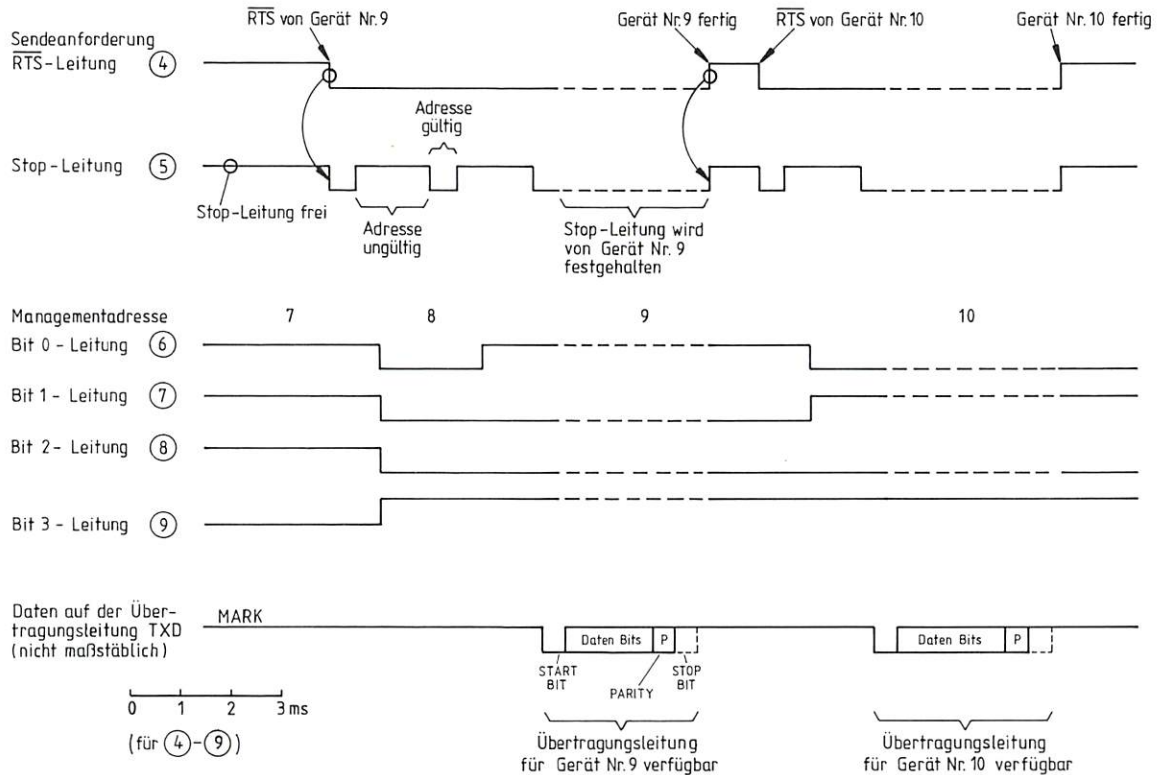 RTS von Gerät Nr. 9
Gerät Nr. 9 fertig
RTS von Gerät Nr. 10
Gerät Nr. 10 fertig
Sendeanforderung
RTS-Leitung 4
Adresse
gültig
Stop-Leitung 5
Stop-Leitung frei
Adresse
ungültig
Stop-Leitung wird
von Gerät Nr. 9
festgehalten
Managementadresse 7 8 9 10
Bit 0 - Leitung 6
Bit 1 - Leitung 7
Bit 2 - Leitung 8
Bit 3 - Leitung 9
Daten auf der Über-
tragungsleitung TXD
(nicht maßstäblich)
MARK
Daten Bits P
Daten Bits P
START
BIT
PARITY
STOP
BIT
0 1 2 3 ms
(für 4-9)
Übertragungsleitung
für Gerät Nr. 9 verfügbar
Übertragungsleitung
für Gerät Nr. 10 verfügbar